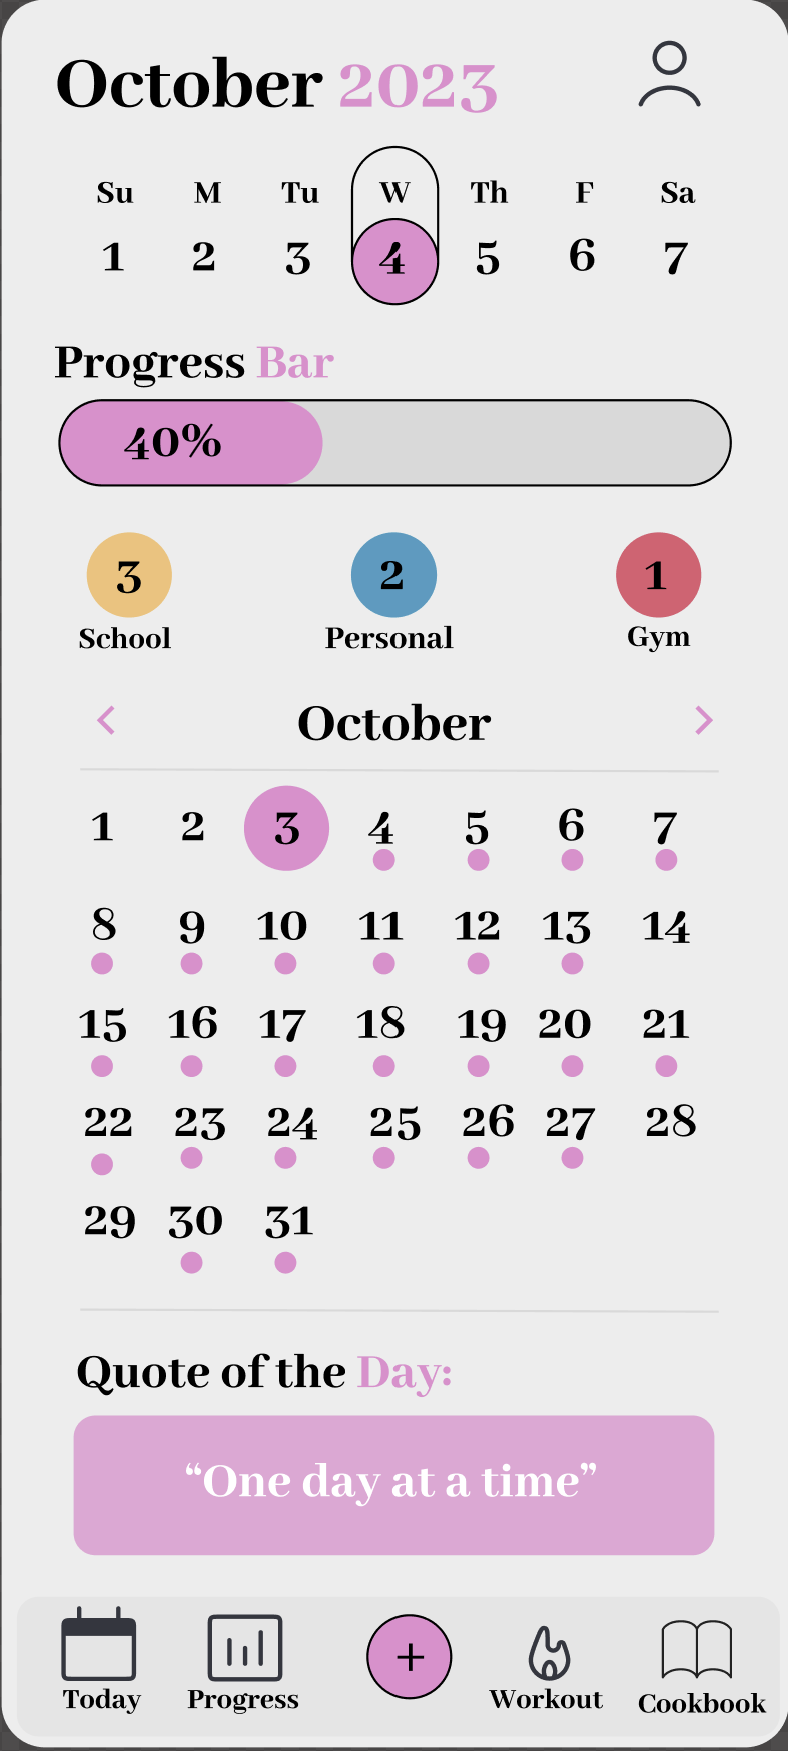 October 2023
Su M Tu W Th F Sa
1 2 3 4 5 6 7
Progress Bar
40%
3 2 1
School Personal Gym
October
1 2 3 4 5 6 7
8 9 10 11 12 13 14
15 16 17 18 19 20 21
22 23 24 25 26 27 28
29 30 31
Quote of the Day:
“One day at a time”
+
Today Progress Workout Cookbook